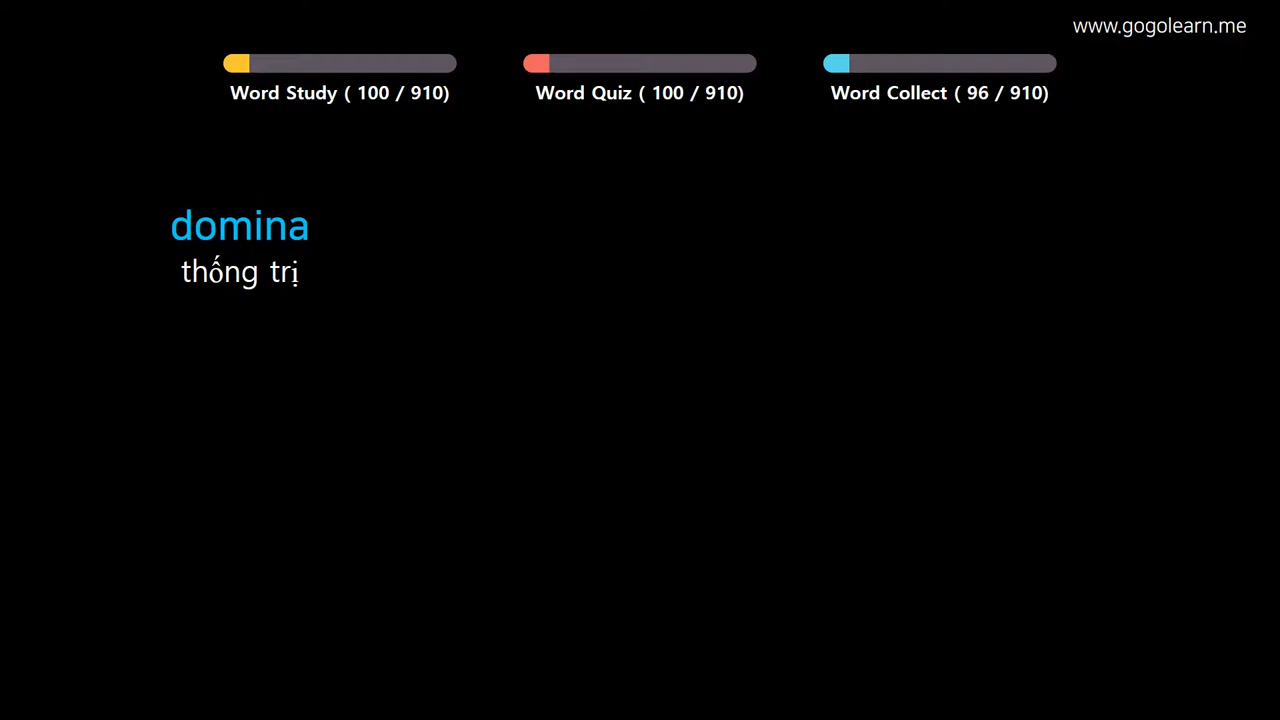 www.gogolearn.me
Word Study ( 100 / 910)
Word Quiz ( 100 / 910)
Word Collect ( 96 / 910)
domina
thống trị